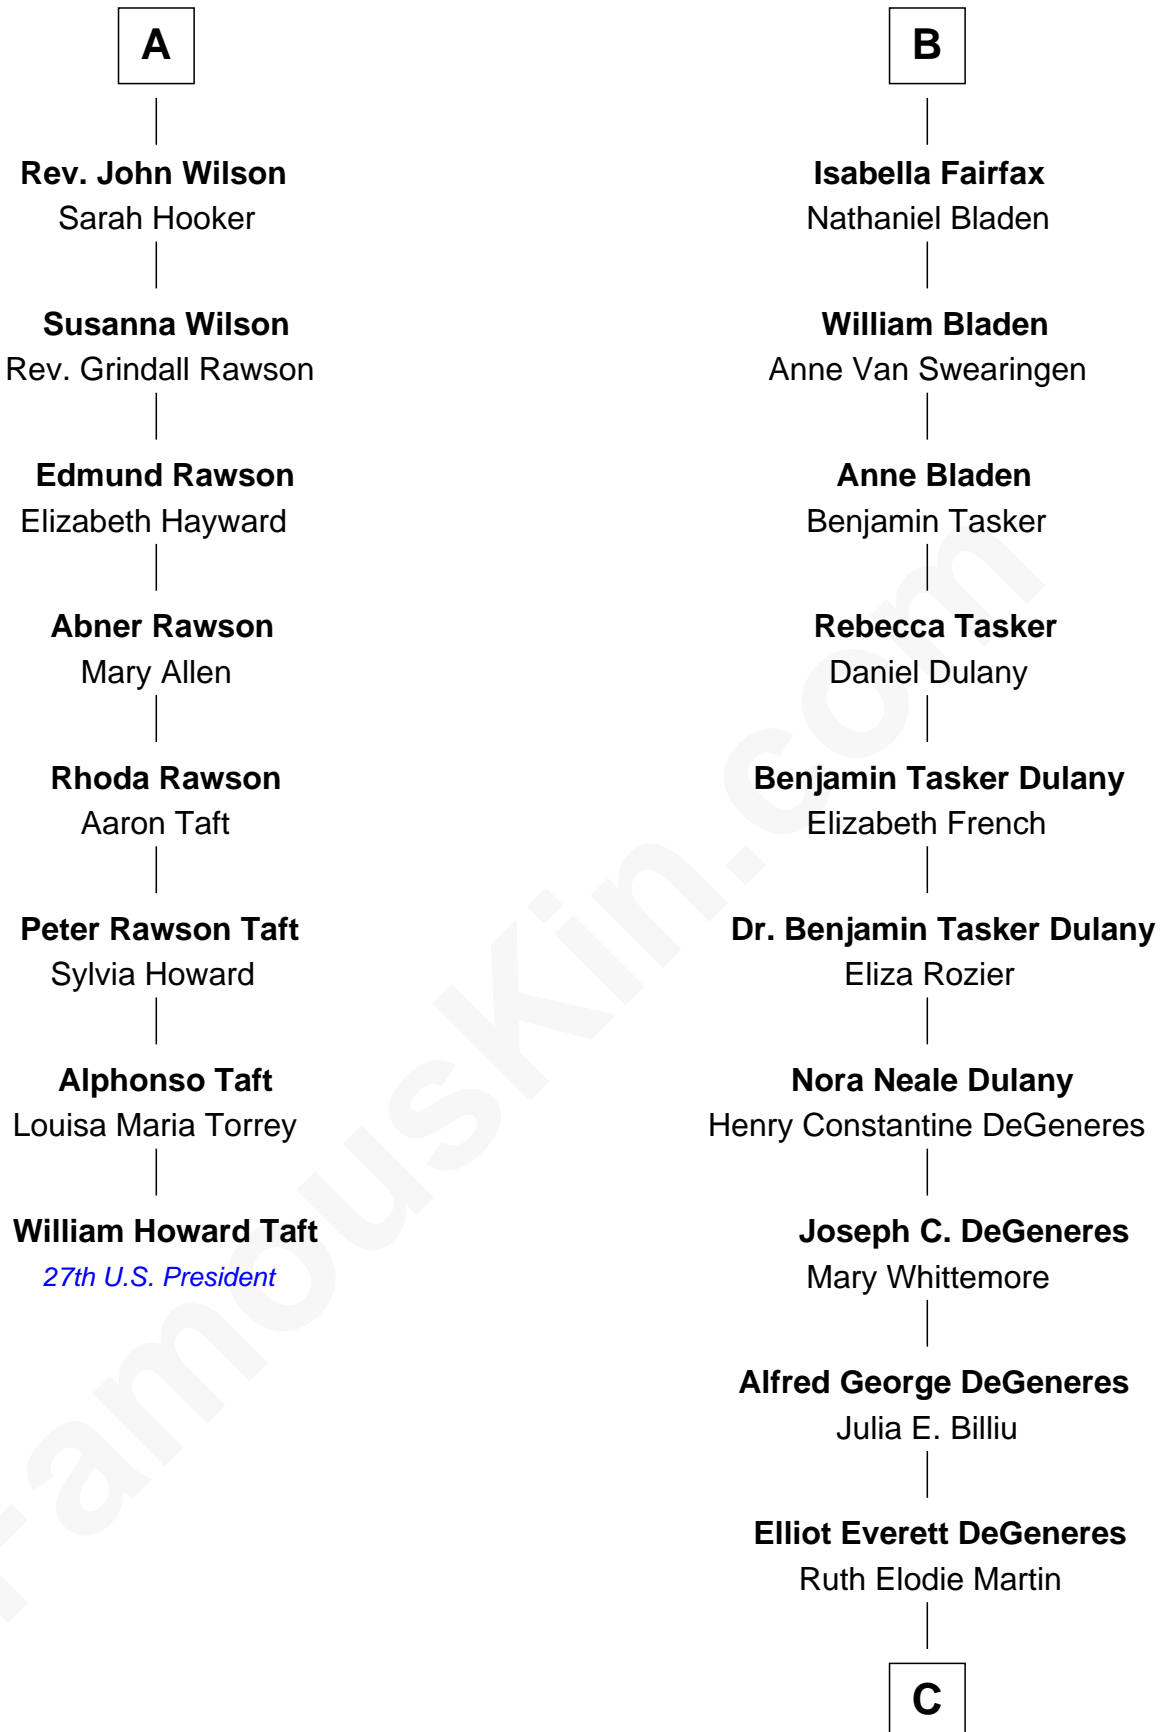 A
Rev. John Wilson
Sarah Hooker
Susanna Wilson
Rev. Grindall Rawson
Edmund Rawson
Elizabeth Hayward
Abner Rawson
Mary Allen
Rhoda Rawson
Aaron Taft
Peter Rawson Taft
Sylvia Howard
Alphonso Taft
Louisa Maria Torrey
William Howard Taft
27th U.S. President
B
Isabella Fairfax
Nathaniel Bladen
William Bladen
Anne Van Swearingen
Anne Bladen
Benjamin Tasker
Rebecca Tasker
Daniel Dulany
Benjamin Tasker Dulany
Elizabeth French
Dr. Benjamin Tasker Dulany
Eliza Rozier
Nora Neale Dulany
Henry Constantine DeGeneres
Joseph C. DeGeneres
Mary Whittemore
Alfred George DeGeneres
Julia E. Billiu
Elliot Everett DeGeneres
Ruth Elodie Martin
C
FamousKin.com